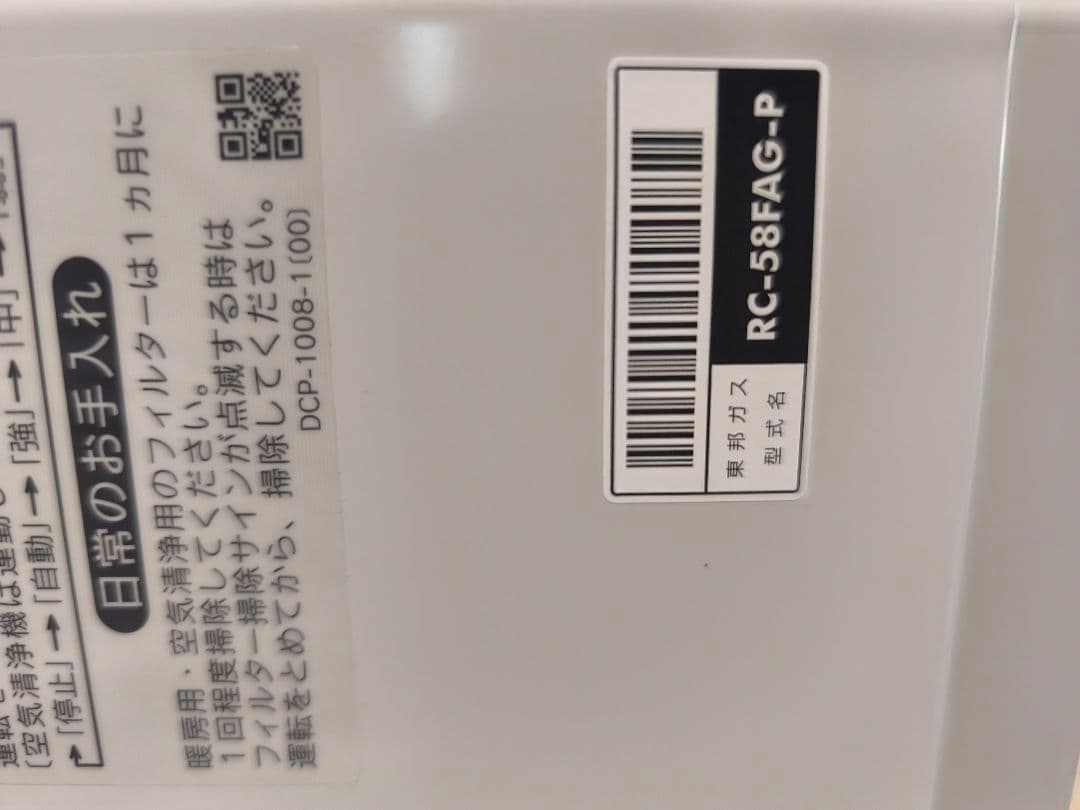 〔空気清浄機は運動
→「停止」→「自動」→「強」→「中」→
日常のお手入れ
暖房用・空気清浄用のフィルターは1カ月に
1回程度掃除してください。
フィルター掃除サインが点滅する時は
運転をとめてから、掃除してください。
DCP-1008-1(00)
東邦ガス
型式名
RC-58FAG-P